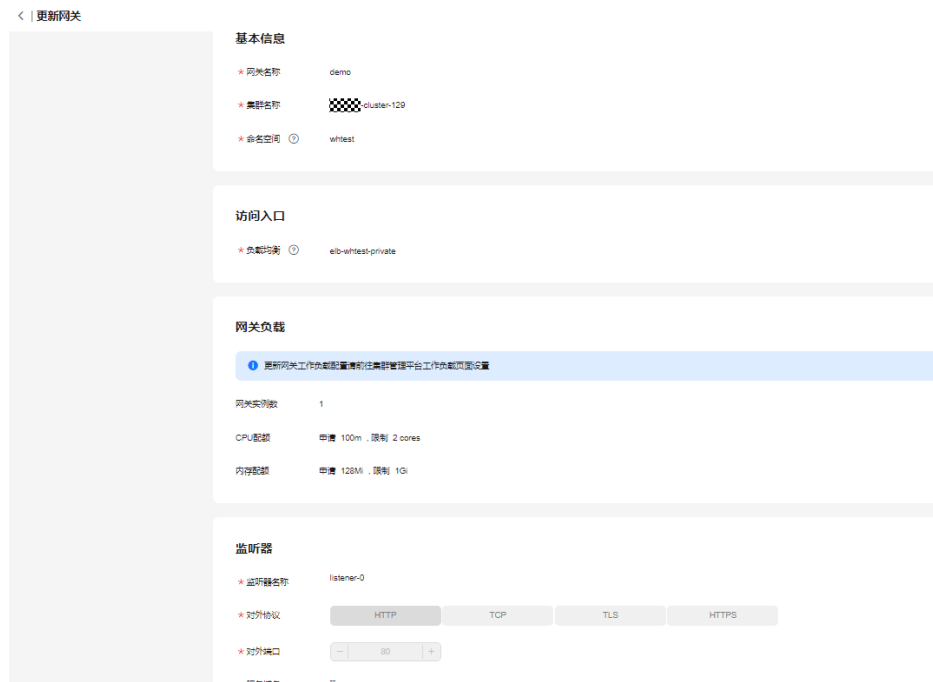 更新网关
基本信息
* 网关名称 demo
* 集群名称 -cluster-129
* 命名空间 ? whtest
访问入口
* 负载均衡 ? elb-whtest-private
网关负载
更新网关工作负载配置请前往集群管理平台工作负载页面设置
网关实例数 1
CPU配额 申请 100m ，限制 2 cores
内存配额 申请 128Mi ，限制 1Gi
监听器
* 监听器名称 listener-0
* 对外协议 HTTP TCP TLS HTTPS
* 对外端口 − 80 +